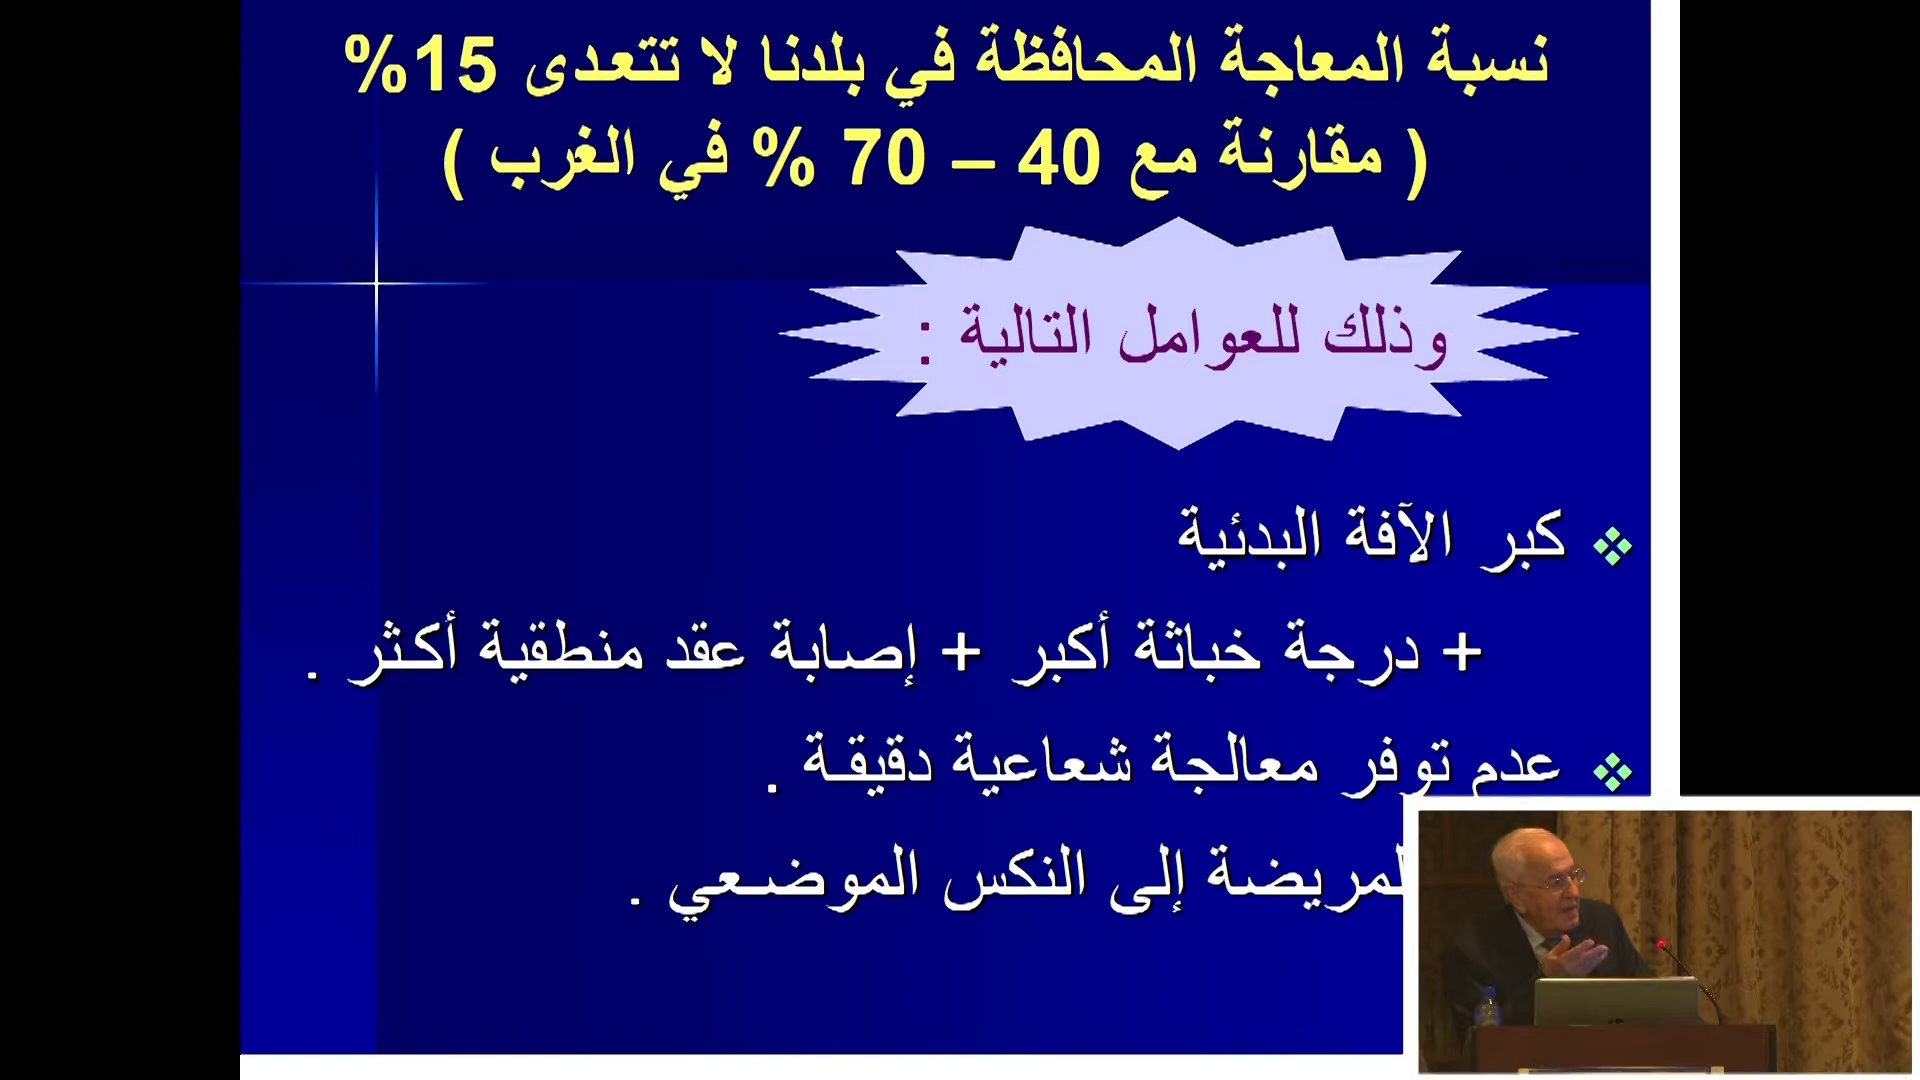 نسبة المعاجة المحافظة في بلدنا لا تتعدى 15%
( مقارنة مع 40 – 70 % في الغرب )
وذلك للعوامل التالية :
كبر الآفة البدئية
+ درجة خباثة أكبر + إصابة عقد منطقية أكثر .
عدم توفر معالجة شعاعية دقيقة .
لمريضة إلى النكس الموضعي .